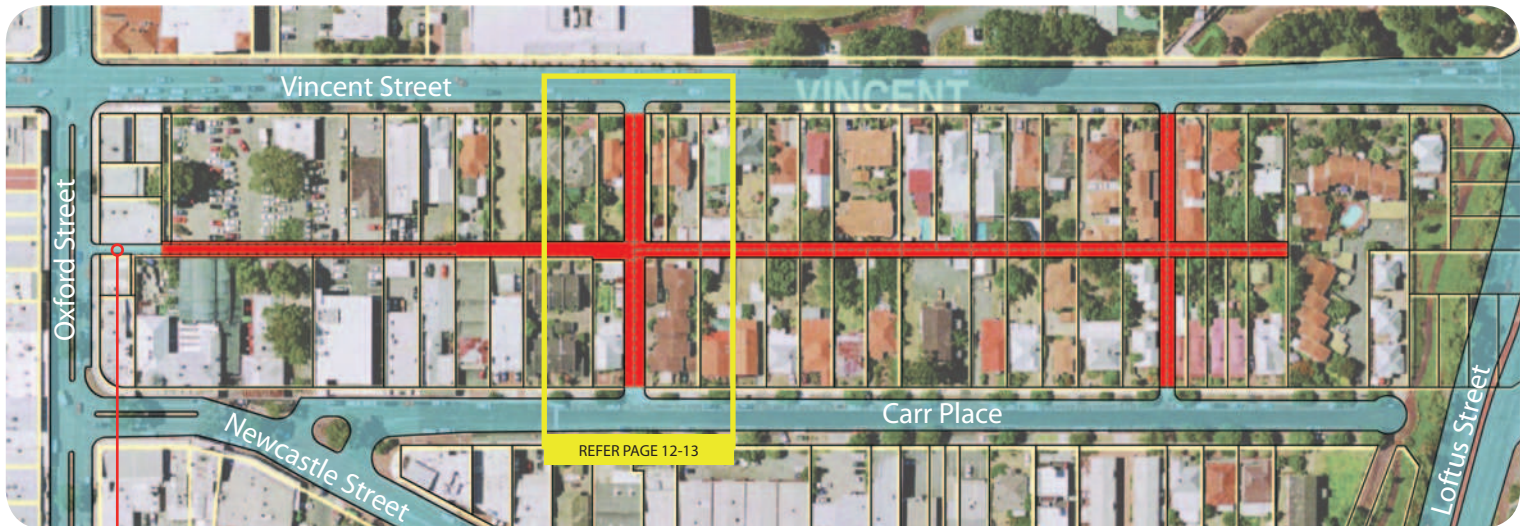 Vincent Street
VINCENT
Oxford Street
Carr Place
Newcastle Street
REFER PAGE 12-13
Loftus Street